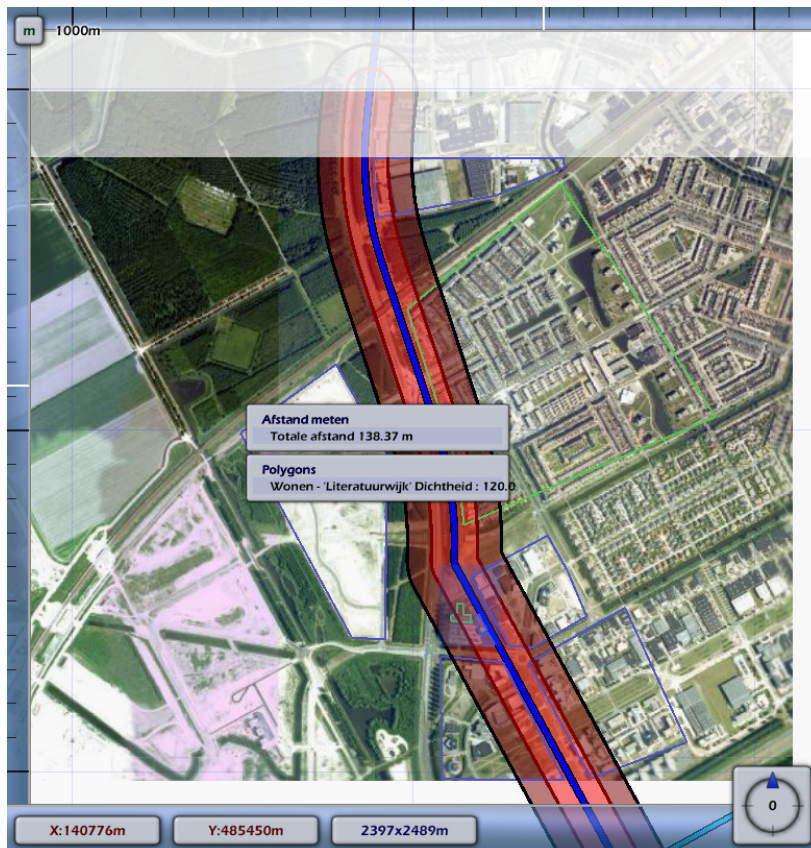 m
1000m
Afstand meten
Totale afstand 138.37 m
Polygons
Wonen - 'Literatuurwijk' Dichtheid : 120.0
0
X:140776m
Y:485450m
2397x2489m